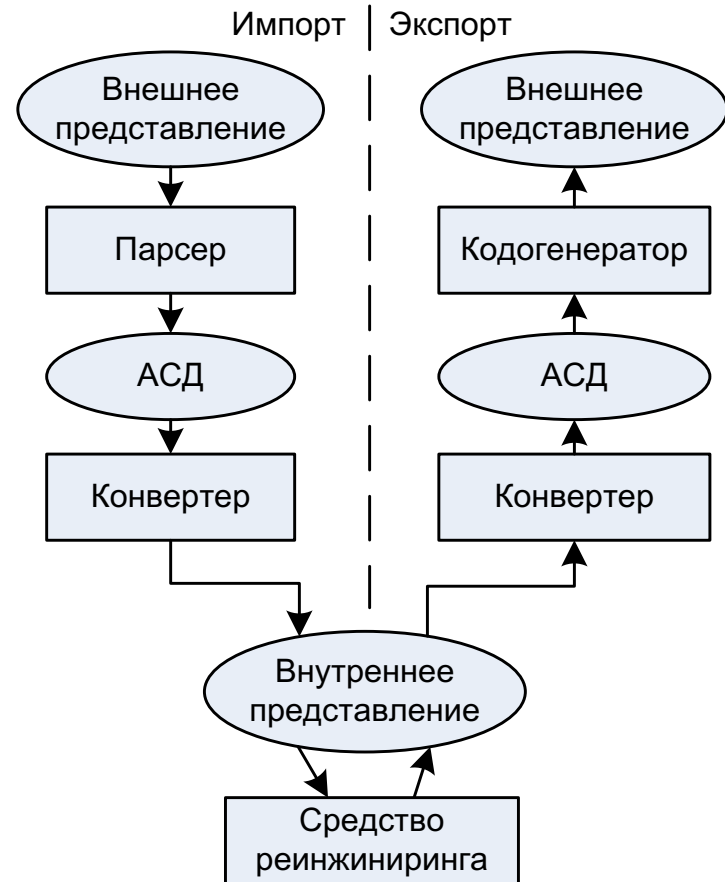 Импорт
Экспорт
Внешнее
представление
Парсер
АСД
Конвертер
Внешнее
представление
Кодогенератор
АСД
Конвертер
Внутреннее
представление
Средство
реинжиниринга